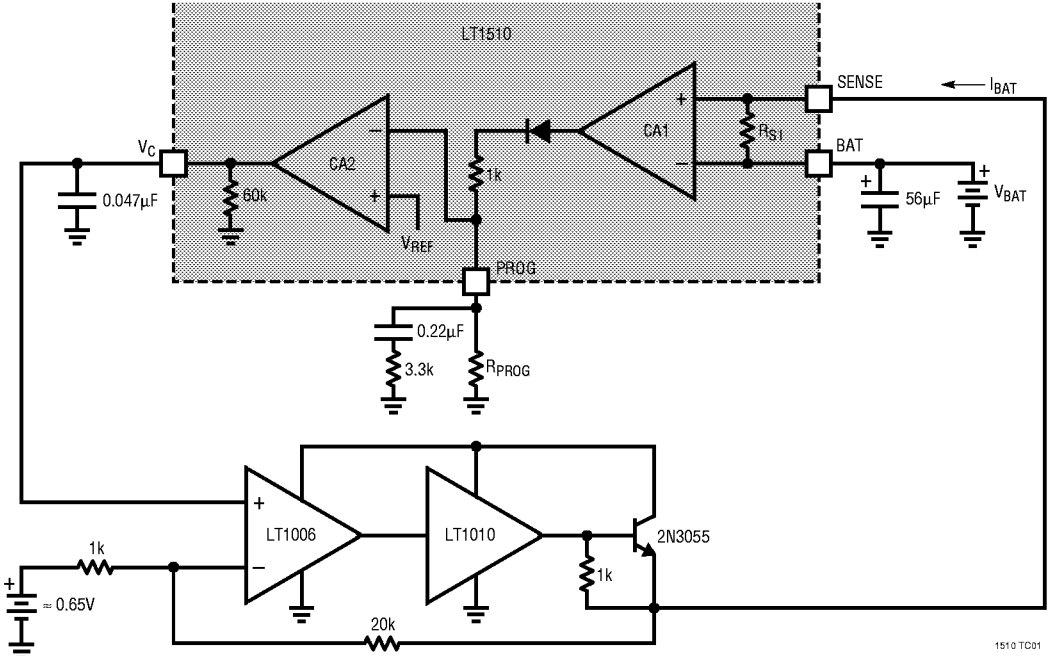 LT1510
SENSE
I_BAT
+
CA1
R_S1
−
BAT
V_C
−
CA2
+
V_REF
60k
1k
0.047µF
+
56µF
+
V_BAT
PROG
0.22µF
3.3k
R_PROG
+
LT1006
−
LT1010
2N3055
1k
1k
+
≈ 0.65V
20k
1510 TC01